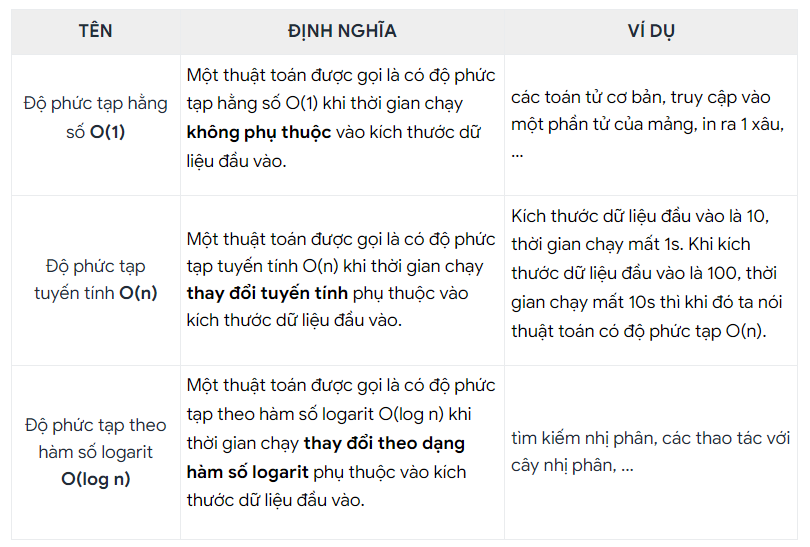 TÊN
ĐỊNH NGHĨA
VÍ DỤ
Độ phức tạp hằng
số O(1)
Một thuật toán được gọi là có độ phức
tạp hằng số O(1) khi thời gian chạy
không phụ thuộc vào kích thước dữ
liệu đầu vào.
các toán tử cơ bản, truy cập vào
một phần tử của mảng, in ra 1 xâu,
...
Độ phức tạp
tuyến tính O(n)
Một thuật toán được gọi là có độ phức
tạp tuyến tính O(n) khi thời gian chạy
thay đổi tuyến tính phụ thuộc vào
kích thước dữ liệu đầu vào.
Kích thước dữ liệu đầu vào là 10,
thời gian chạy mất 1s. Khi kích
thước dữ liệu đầu vào là 100, thời
gian chạy mất 10s thì khi đó ta nói
thuật toán có độ phức tạp O(n).
Độ phức tạp theo
hàm số logarit
O(log n)
Một thuật toán được gọi là có độ phức
tạp theo hàm số logarit O(log n) khi
thời gian chạy thay đổi theo dạng
hàm số logarit phụ thuộc vào kích
thước dữ liệu đầu vào.
tìm kiếm nhị phân, các thao tác với
cây nhị phân, ...